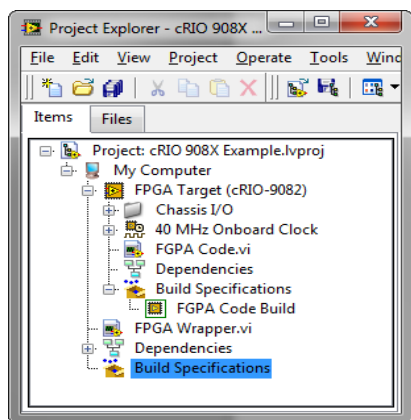 Project Explorer - cRIO 908X ...
File Edit View Project Operate Tools Wind
Items Files
Project: cRIO 908X Example.lvproj
My Computer
FPGA Target (cRIO-9082)
Chassis I/O
40 MHz Onboard Clock
FGPA Code.vi
Dependencies
Build Specifications
FGPA Code Build
FPGA Wrapper.vi
Dependencies
Build Specifications